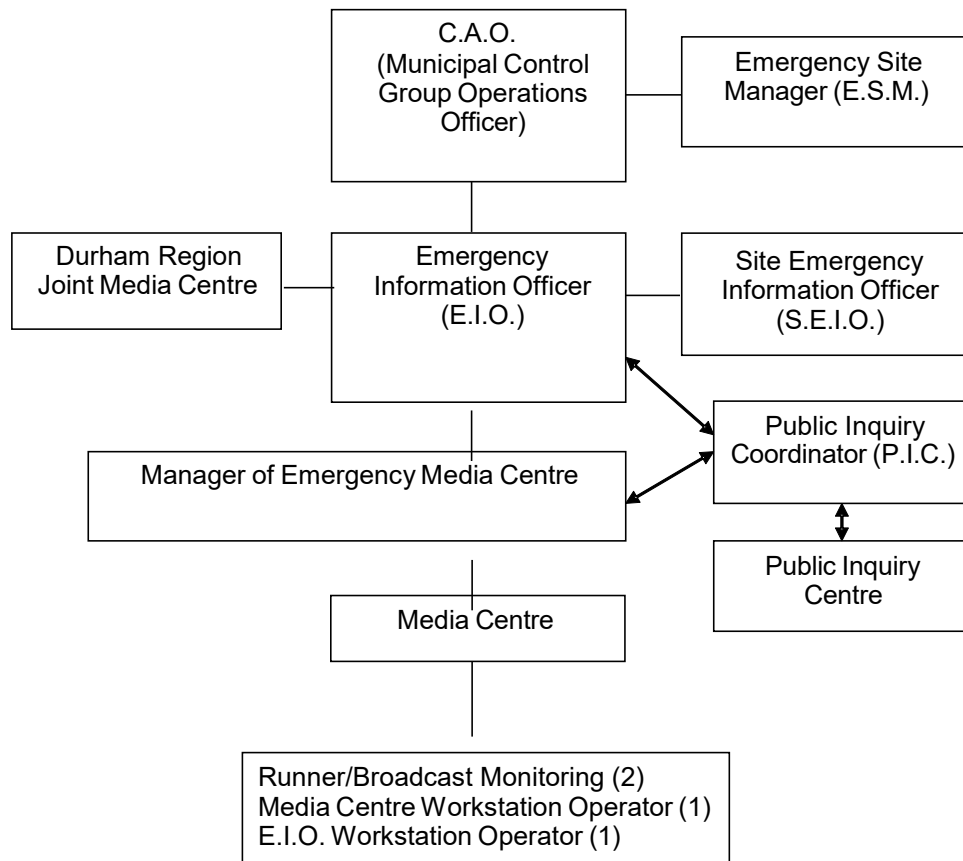 C.A.O.
(Municipal Control
Group Operations
Officer)
Emergency Site
Manager (E.S.M.)
Durham Region
Joint Media Centre
Emergency
Information Officer
(E.I.O.)
Site Emergency
Information Officer
(S.E.I.O.)
Public Inquiry
Coordinator (P.I.C.)
Manager of Emergency Media Centre
Public Inquiry
Centre
Media Centre
Runner/Broadcast Monitoring (2)
Media Centre Workstation Operator (1)
E.I.O. Workstation Operator (1)